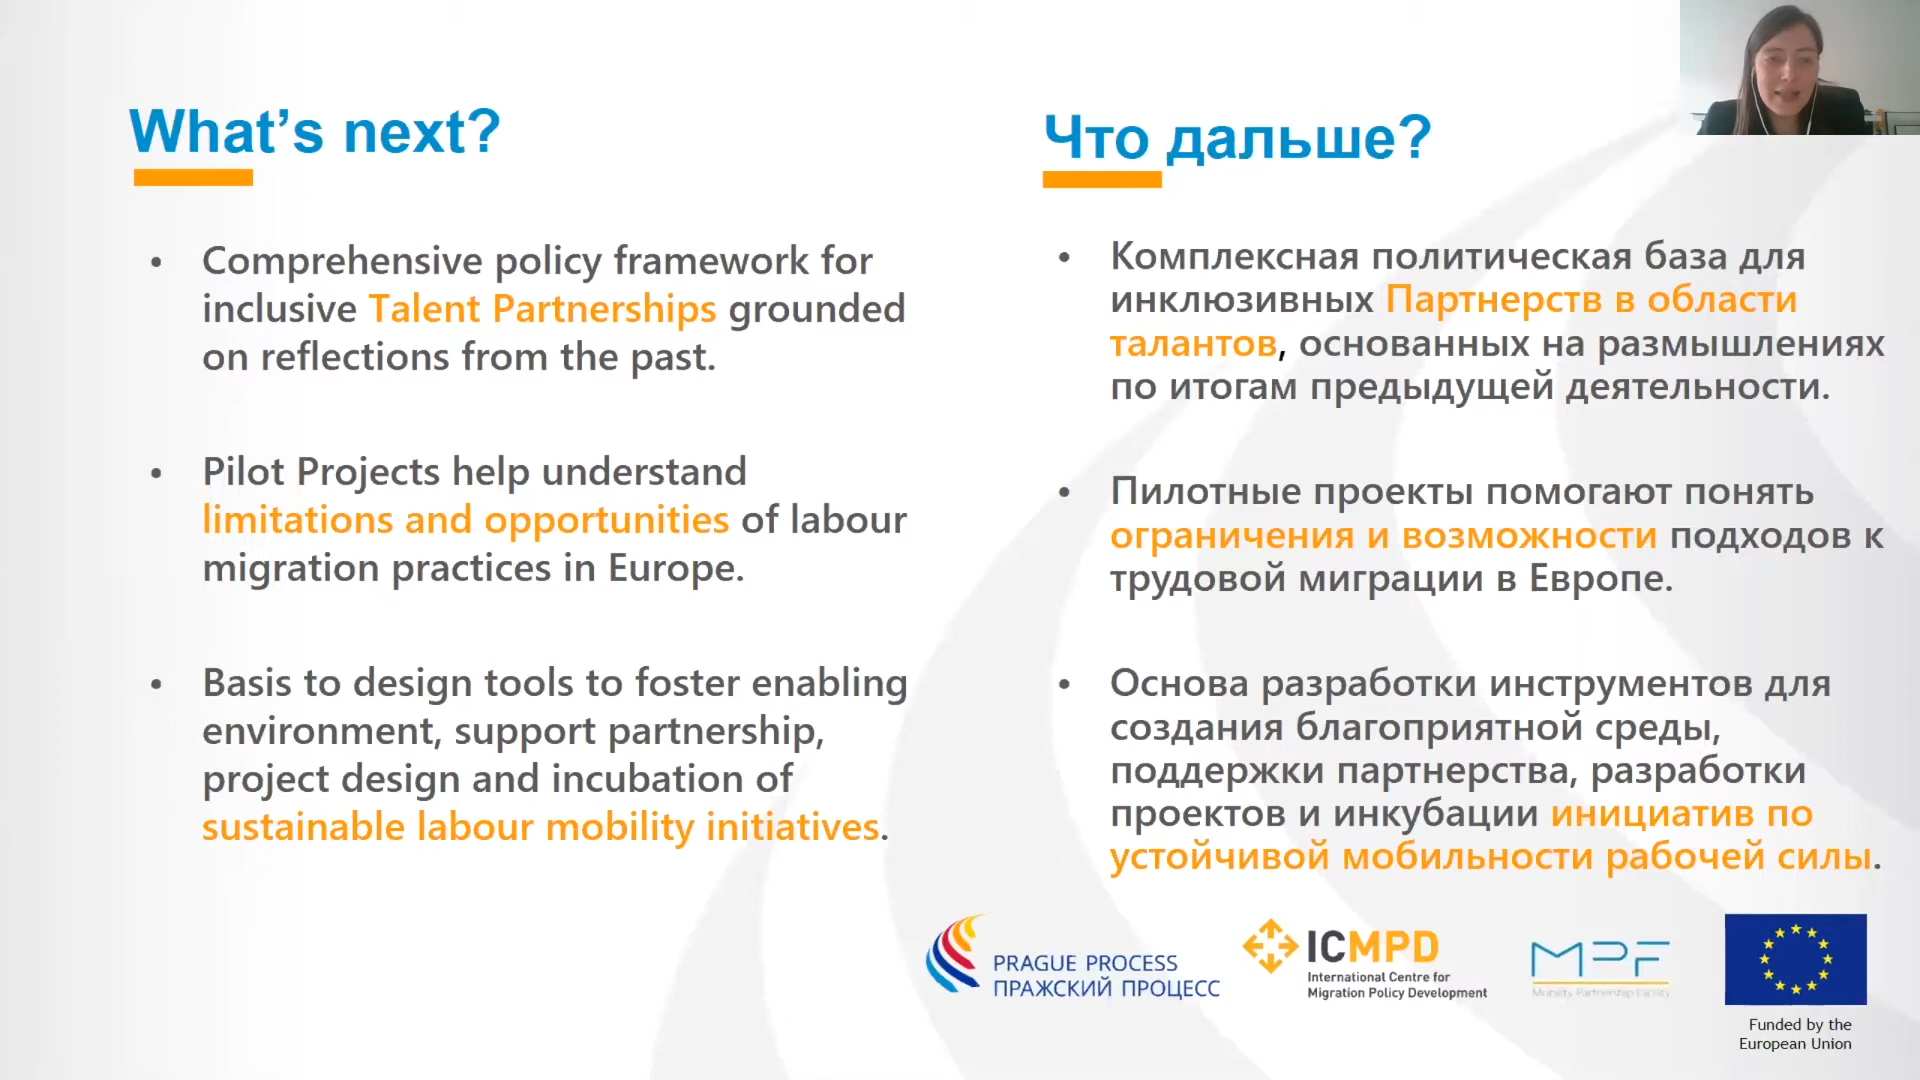 What’s next?
Comprehensive policy framework for
inclusive Talent Partnerships grounded
on reflections from the past.
Pilot Projects help understand
limitations and opportunities of labour
migration practices in Europe.
Basis to design tools to foster enabling
environment, support partnership,
project design and incubation of
sustainable labour mobility initiatives.
Что дальше?
Комплексная политическая база для
инклюзивных Партнерств в области
талантов, основанных на размышлениях
по итогам предыдущей деятельности.
Пилотные проекты помогают понять
ограничения и возможности подходов к
трудовой миграции в Европе.
Основа разработки инструментов для
создания благоприятной среды,
поддержки партнерства, разработки
проектов и инкубации инициатив по
устойчивой мобильности рабочей силы.
PRAGUE PROCESS
ПРАЖСКИЙ ПРОЦЕСС
ICMPD
International Centre for
Migration Policy Development
MPF
Mobility Partnership Facility
Funded by the
European Union